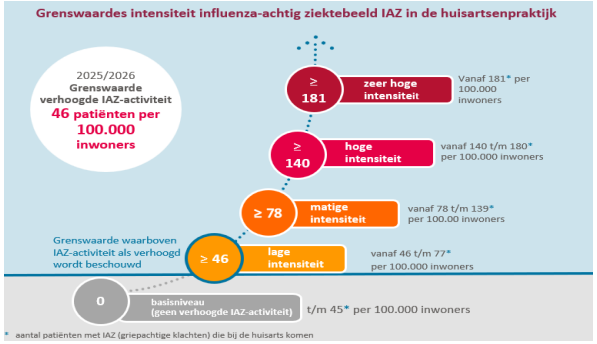 Grenswaardes intensiteit influenza-achtig ziektebeeld IAZ in de huisartsenpraktijk
2025/2026
Grenswaarde
verhoogde IAZ-activiteit
46 patiënten per
100.000
inwoners
≥
181
zeer hoge
intensiteit
Vanaf 181* per
100.000
inwoners
≥
140
hoge
intensiteit
vanaf 140 t/m 180*
per 100.000 inwoners
≥ 78
matige
intensiteit
vanaf 78 t/m 139*
per 100.00 inwoners
Grenswaarde waarboven
IAZ-activiteit als verhoogd
wordt beschouwd
≥ 46
lage
intensiteit
vanaf 46 t/m 77*
per 100.000 inwoners
0
basisniveau
(geen verhoogde IAZ-activiteit)
t/m 45* per 100.000 inwoners
* aantal patiënten met IAZ (griepachtige klachten) die bij de huisarts komen